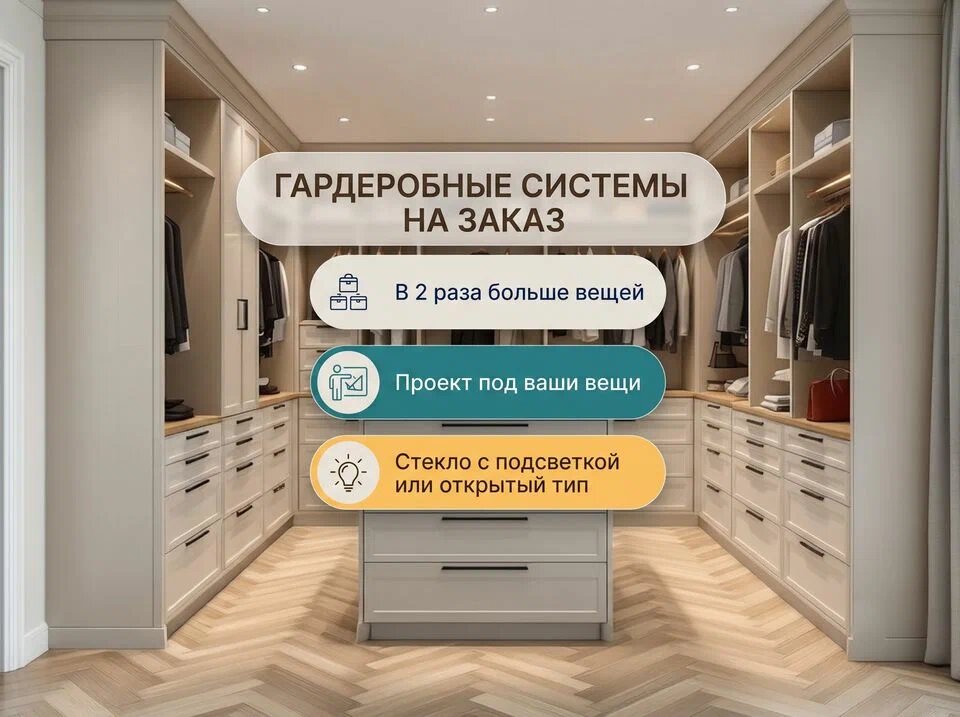 ГАРДЕРОБНЫЕ СИСТЕМЫ
НА ЗАКАЗ
В 2 раза больше вещей
Проект под ваши вещи
Стекло с подсветкой
или открытый тип